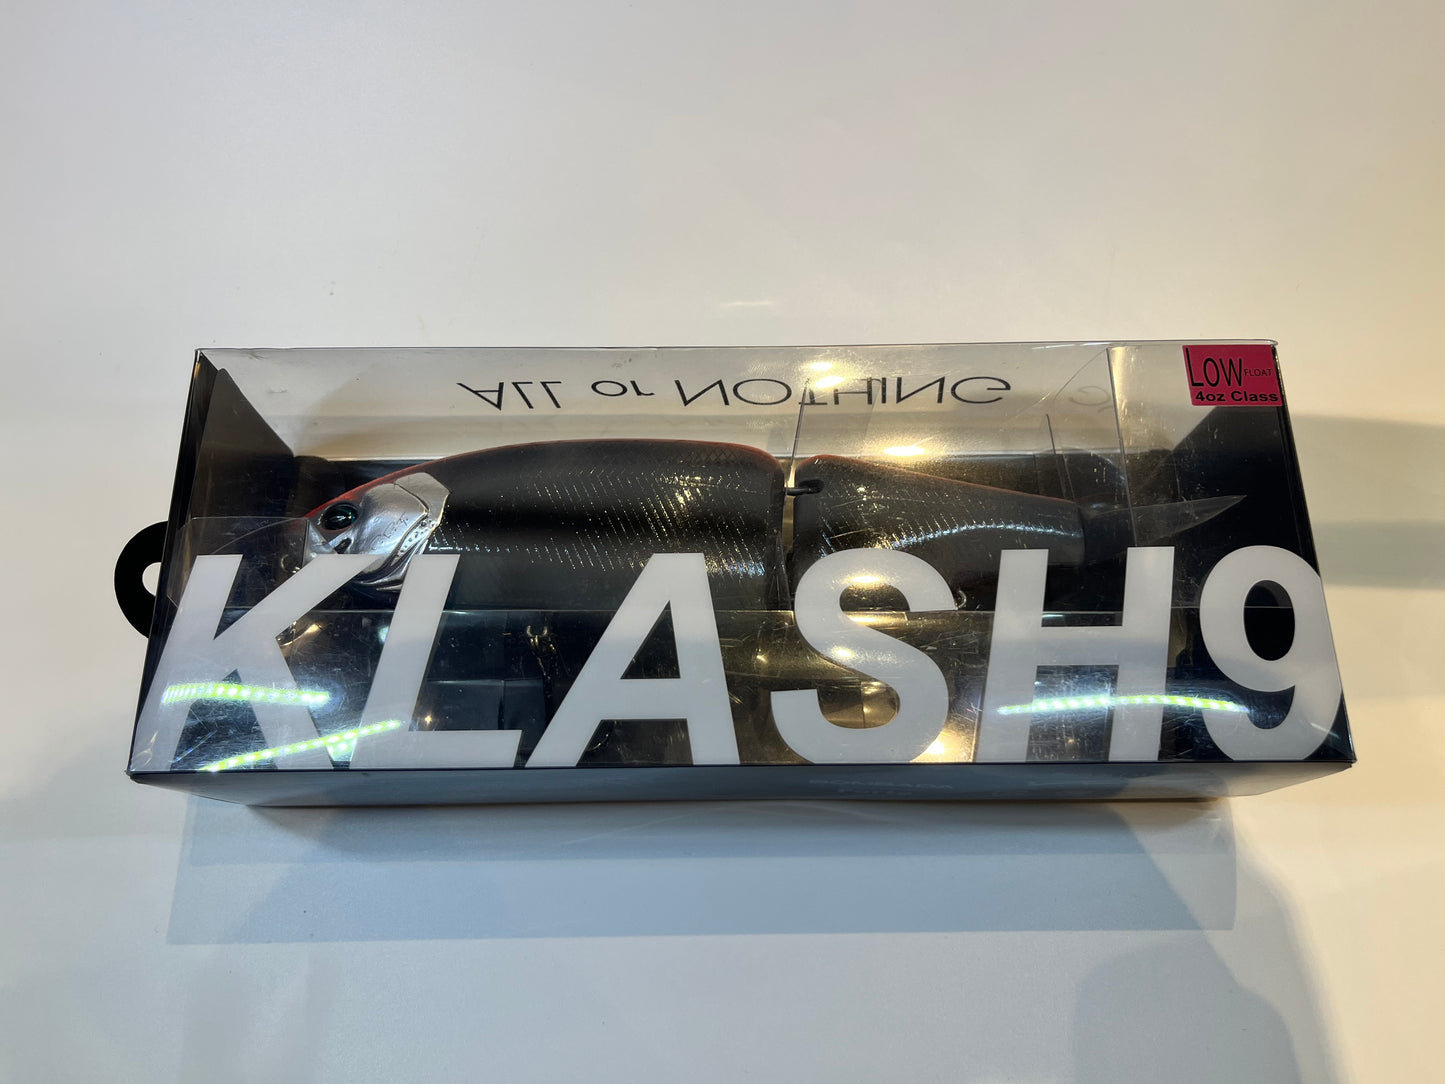 ALL or NOTHING
LOW FLOAT
4oz Class
KLASH9